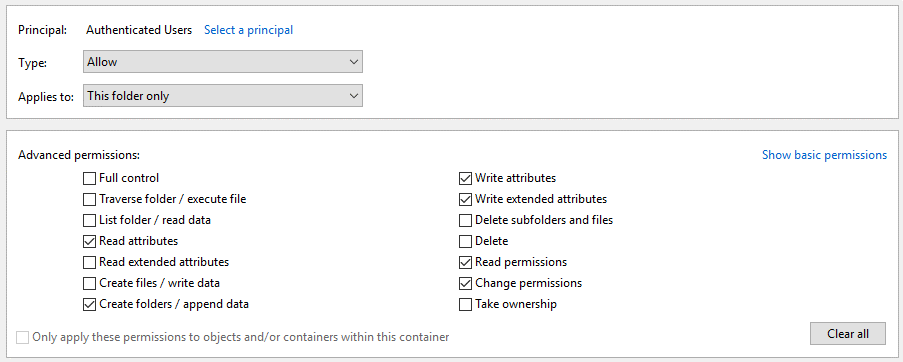 Principal: Authenticated Users Select a principal
Type: Allow
Applies to: This folder only
Advanced permissions: Show basic permissions
Full control Write attributes
Traverse folder / execute file Write extended attributes
List folder / read data Delete subfolders and files
Read attributes Delete
Read extended attributes Read permissions
Create files / write data Change permissions
Create folders / append data Take ownership
Only apply these permissions to objects and/or containers within this container Clear all